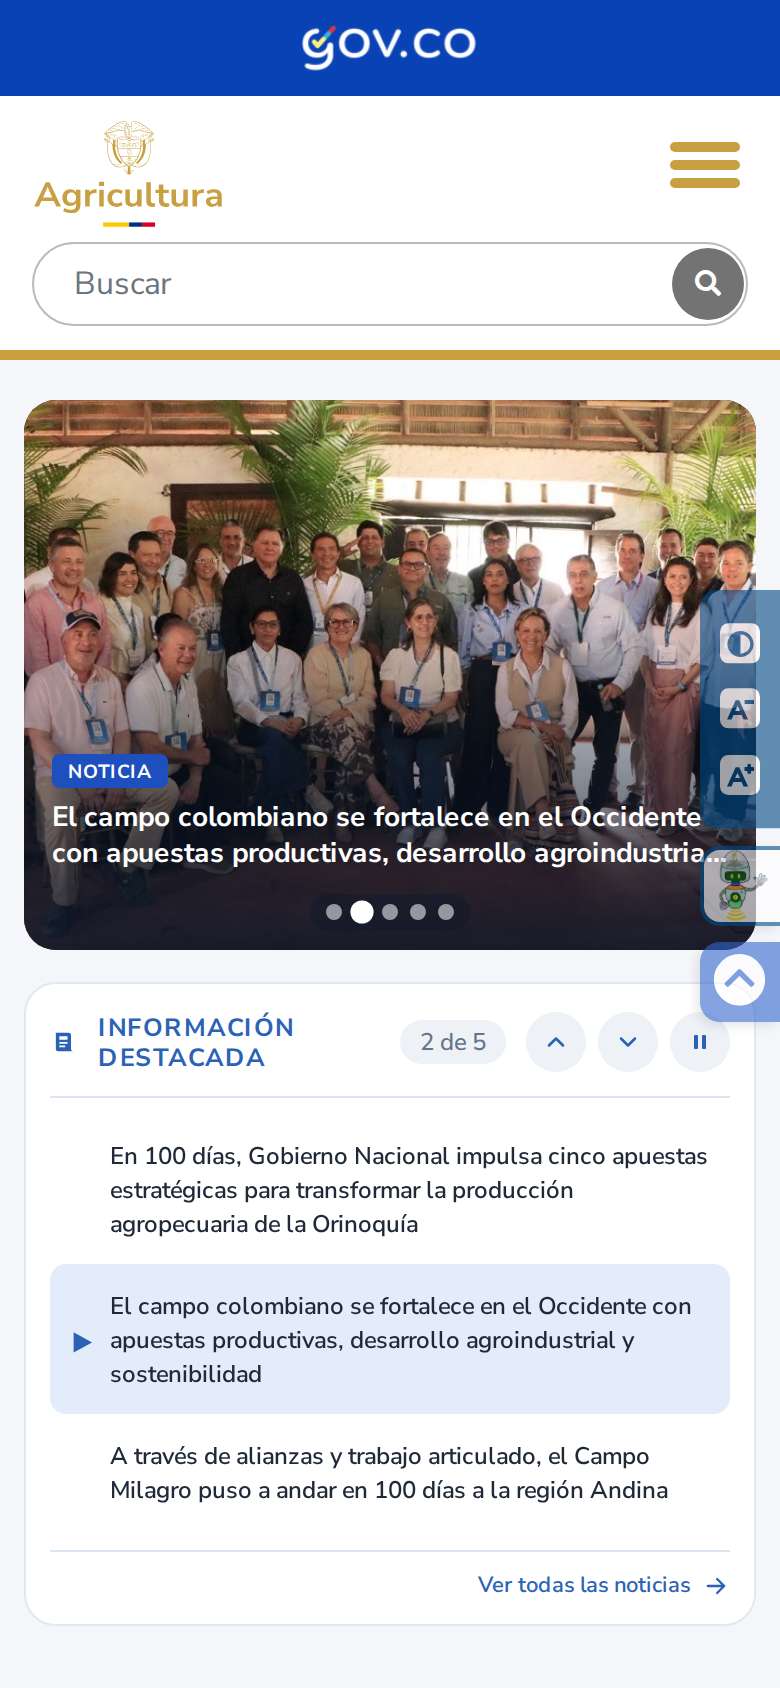 GOV.CO
Agricultura
Buscar
NOTICIA
El campo colombiano se fortalece en el Occidente
con apuestas productivas, desarrollo agroindustria...
A-
A+
INFORMACIÓN
DESTACADA
2 de 5
En 100 días, Gobierno Nacional impulsa cinco apuestas
estratégicas para transformar la producción
agropecuaria de la Orinoquía
El campo colombiano se fortalece en el Occidente con
apuestas productivas, desarrollo agroindustrial y
sostenibilidad
A través de alianzas y trabajo articulado, el Campo
Milagro puso a andar en 100 días a la región Andina
Ver todas las noticias